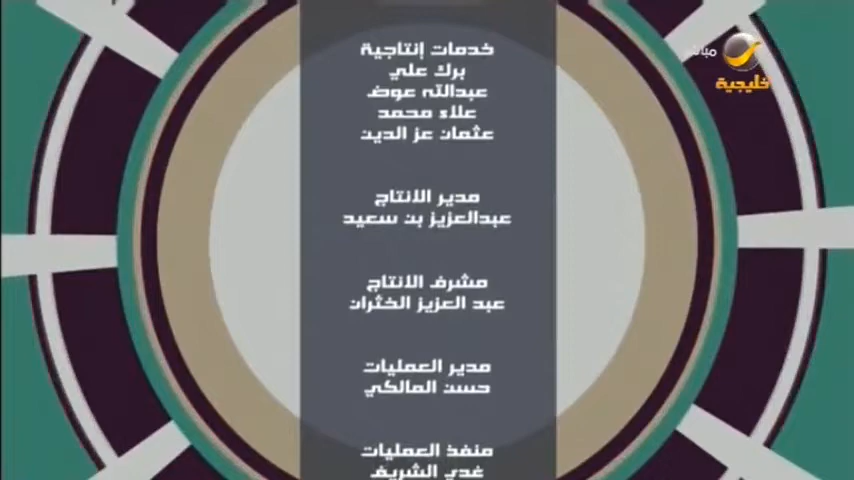 مباشر
خليجية
خدمات إنتاجية
برك علي
عبدالله عوض
علاء محمد
عثمان عز الدين
مدير الانتاج
عبدالعزيز بن سعيد
مشرف الانتاج
عبد العزيز الخثران
مدير العمليات
حسن المالكي
منفذ العمليات
غدي الشريف